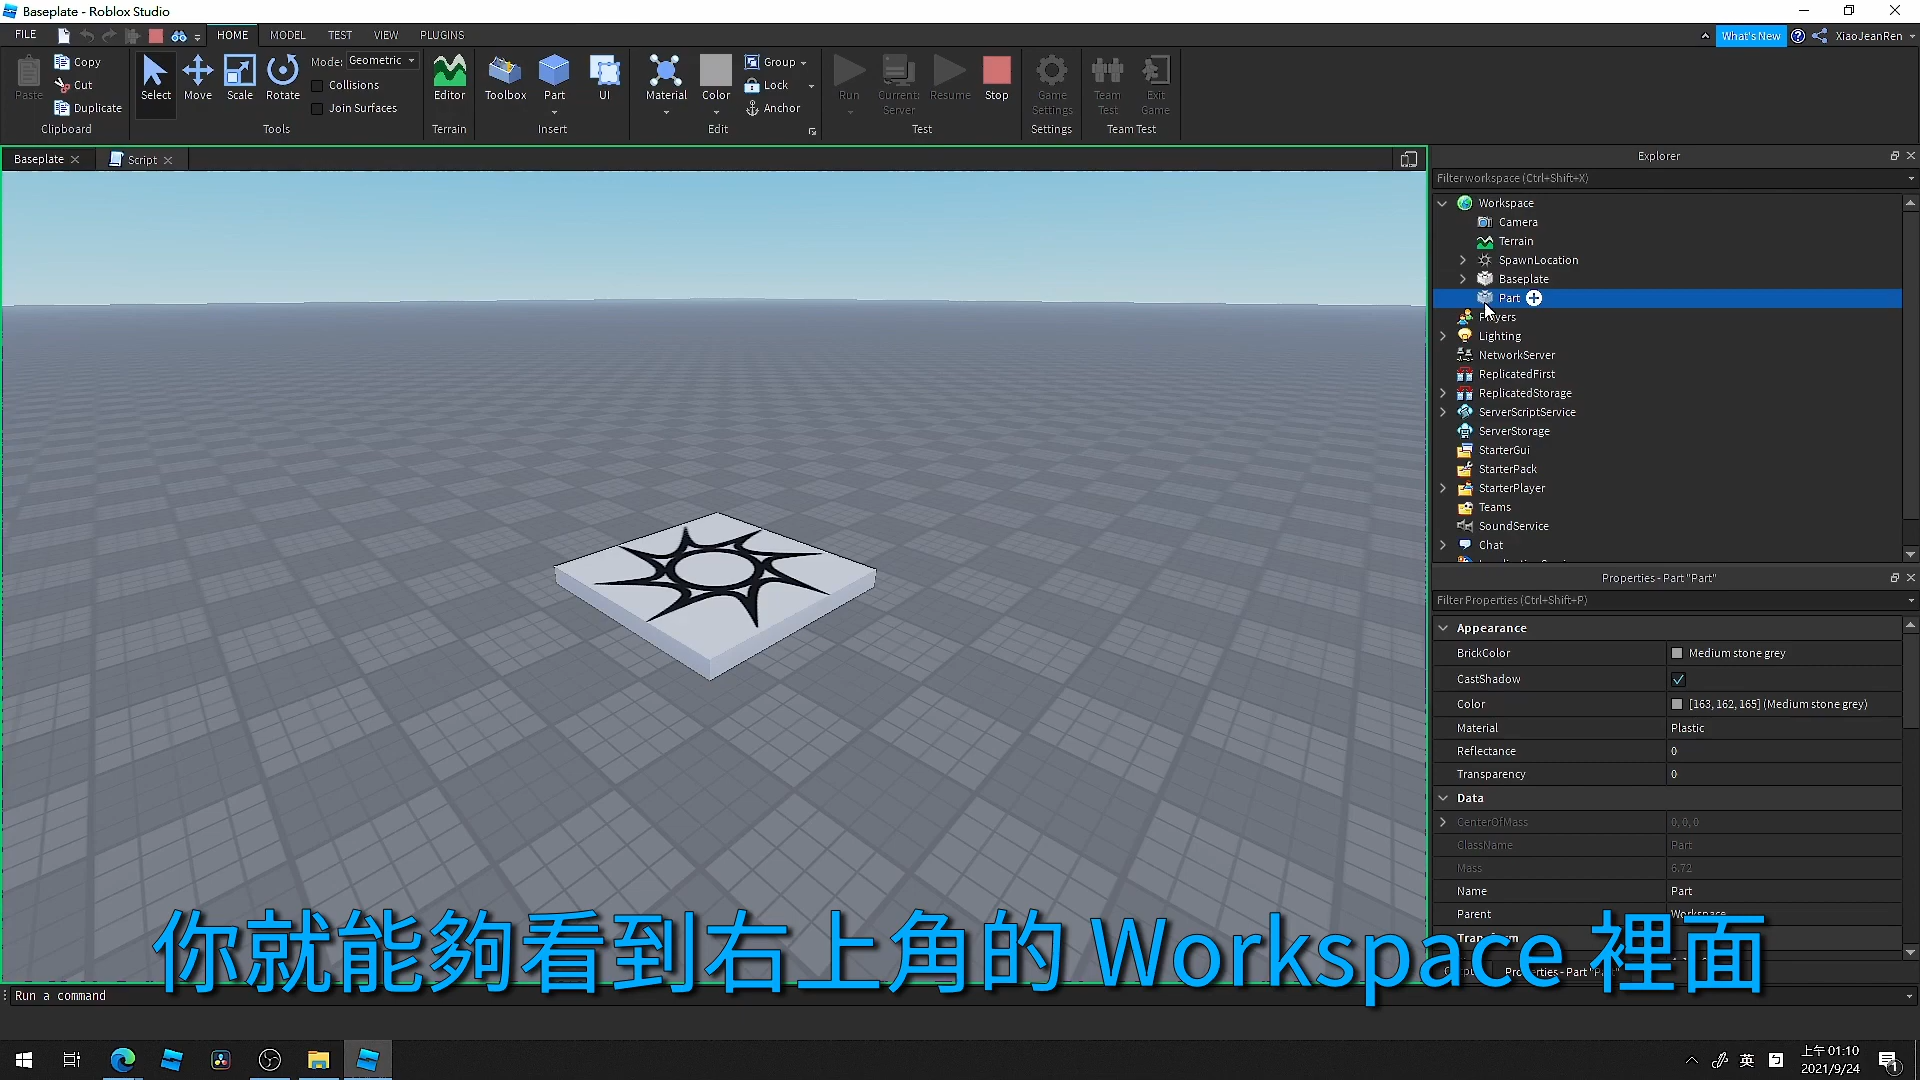 Baseplate - Roblox Studio
FILE
HOME
MODEL
TEST
VIEW
PLUGINS
What's New
XiaoJeanRen
Paste
Copy
Cut
Duplicate
Clipboard
Select
Move
Scale
Rotate
Mode: Geometric
Collisions
Join Surfaces
Tools
Editor
Terrain
Toolbox
Part
UI
Insert
Material
Color
Group
Lock
Anchor
Edit
Run
Current:
Server
Resume
Stop
Test
Game
Settings
Settings
Team
Test
Exit
Game
Team Test
Baseplate
Script
Explorer
Filter workspace (Ctrl+Shift+X)
Workspace
Camera
Terrain
SpawnLocation
Baseplate
Part
Players
Lighting
NetworkServer
ReplicatedFirst
ReplicatedStorage
ServerScriptService
ServerStorage
StarterGui
StarterPack
StarterPlayer
Teams
SoundService
Chat
Properties - Part "Part"
Filter Properties (Ctrl+Shift+P)
Appearance
BrickColor Medium stone grey
CastShadow
Color [163, 162, 165] (Medium stone grey)
Material Plastic
Reflectance 0
Transparency 0
Data
CenterOfMass 0, 0, 0
ClassName Part
Mass 6.72
Name Part
Parent Workspace
你就能夠看到右上角的 Workspace 裡面
Properties - Part
Run a command
英
上午 01:10
2021/9/24
1